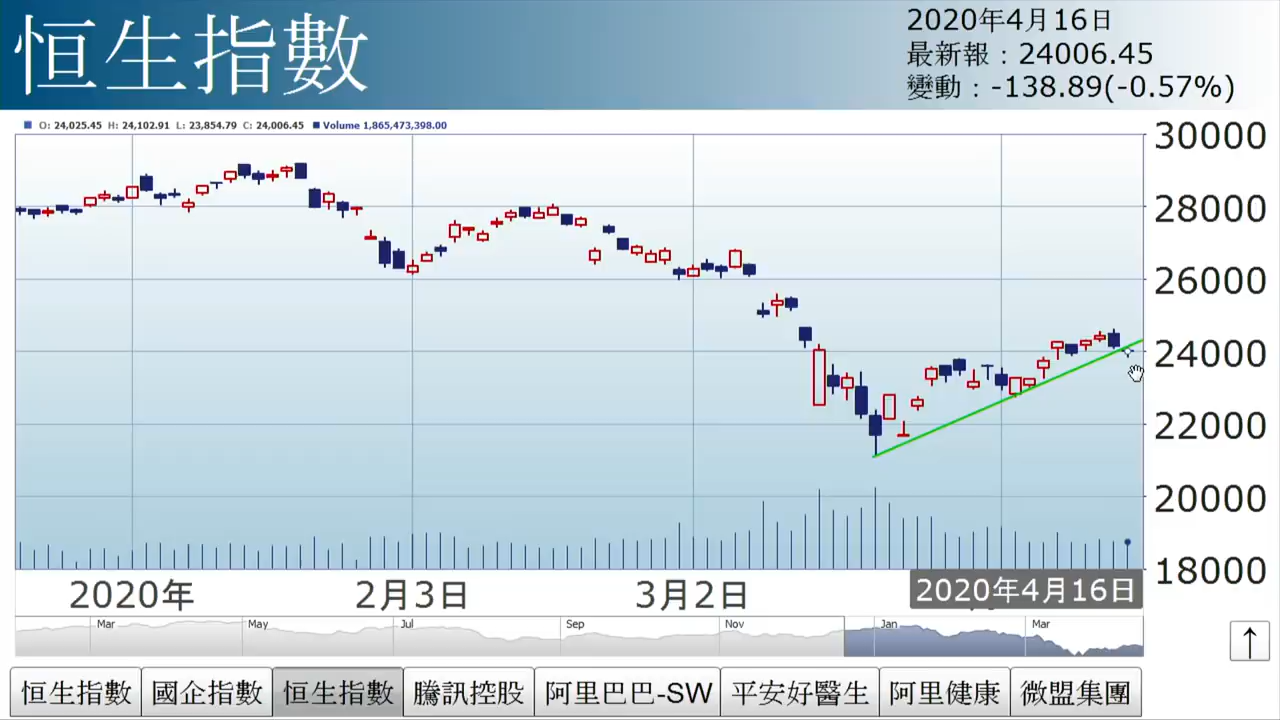 恒生指數
2020年4月16日
最新報：24006.45
變動：-138.89(-0.57%)
O: 24,025.45 H: 24,102.91 L: 23,854.79 C: 24,006.45 Volume 1,865,473,398.00
30000
28000
26000
24000
22000
20000
18000
2020年 2月3日 3月2日 2020年4月16日
Mar May Jul Sep Nov Jan Mar
↑
恒生指數 國企指數 恒生指數 騰訊控股 阿里巴巴-SW 平安好醫生 阿里健康 微盟集團